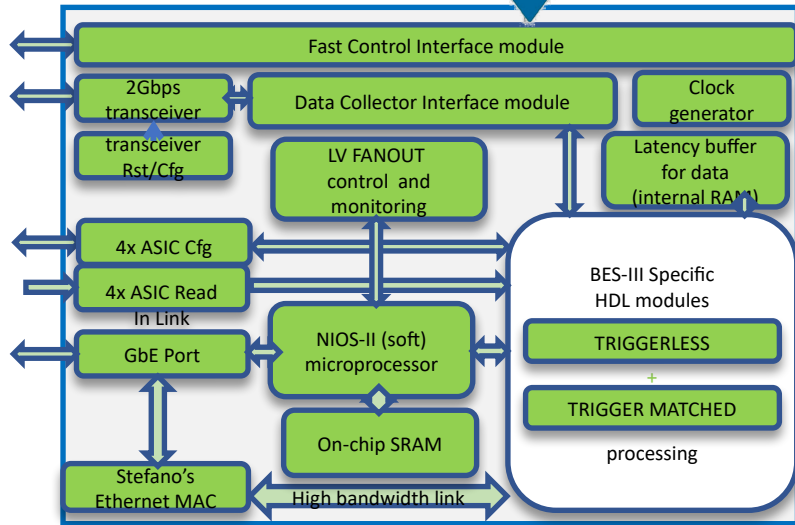 Fast Control Interface module
2Gbps
transceiver
Data Collector Interface module
Clock
generator
transceiver
Rst/Cfg
LV FANOUT
control and
monitoring
Latency buffer
for data
(internal RAM)
4x ASIC Cfg
4x ASIC Read
In Link
GbE Port
NIOS-II (soft)
microprocessor
BES-III Specific
HDL modules
TRIGGERLESS
+
TRIGGER MATCHED
processing
On-chip SRAM
Stefano's
Ethernet MAC
High bandwidth link